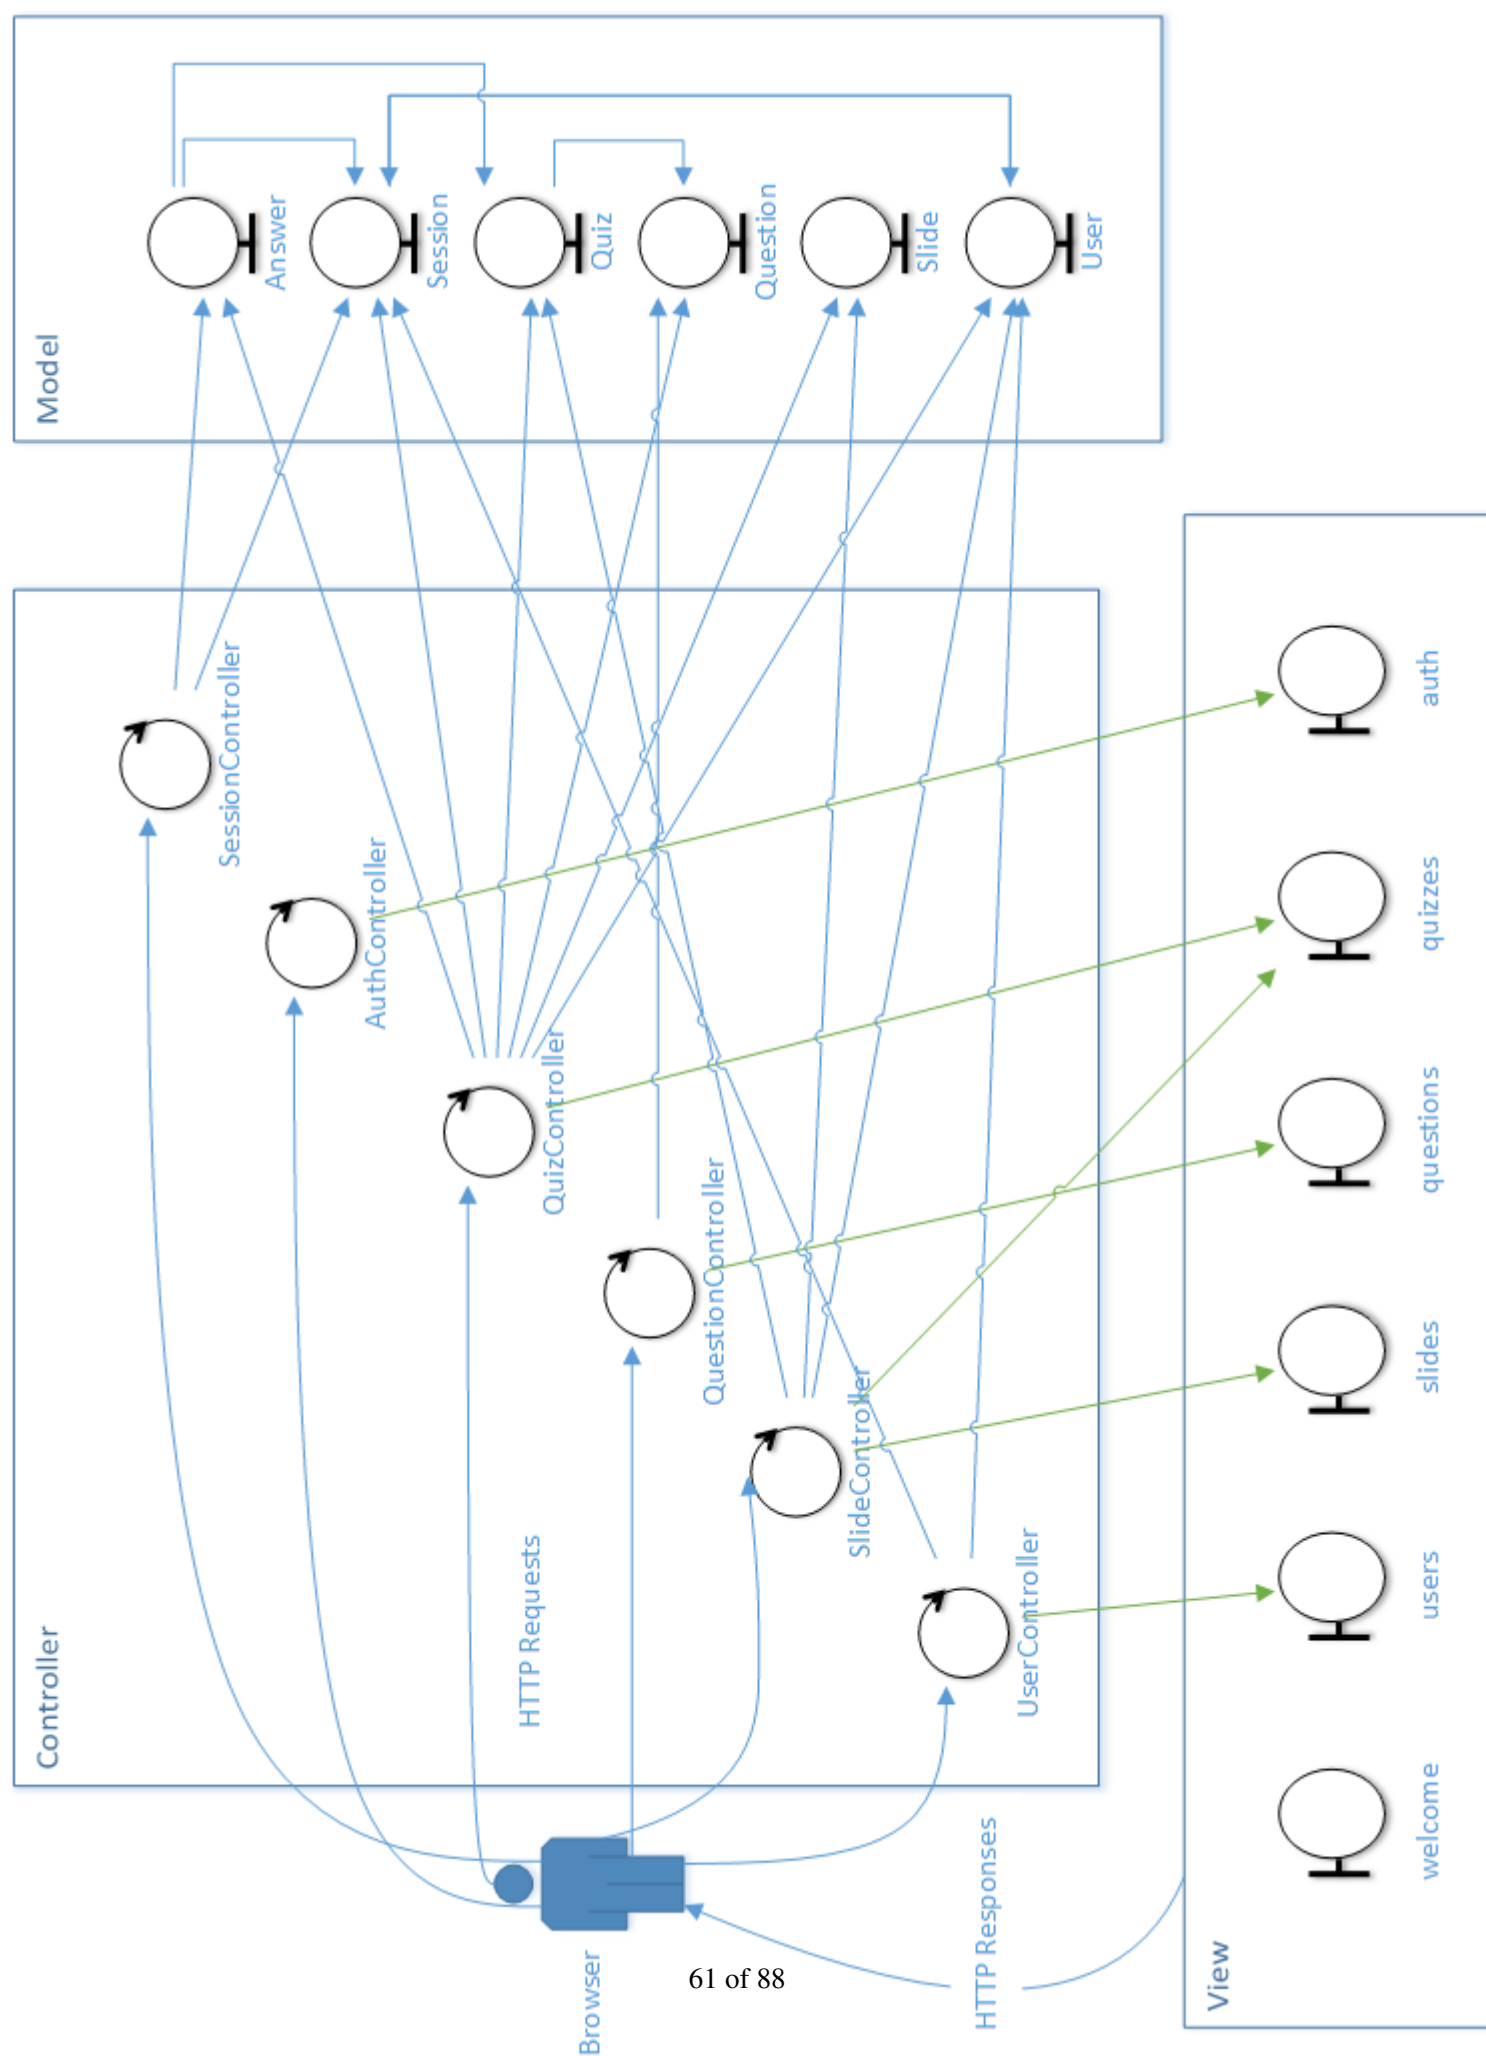 Model
Answer
Session
Quiz
Question
Slide
User
Controller
SessionController
AuthController
QuizController
QuestionController
SlideController
UserController
HTTP Requests
Browser
HTTP Responses
View
welcome
users
slides
questions
quizzes
auth
61 of 88